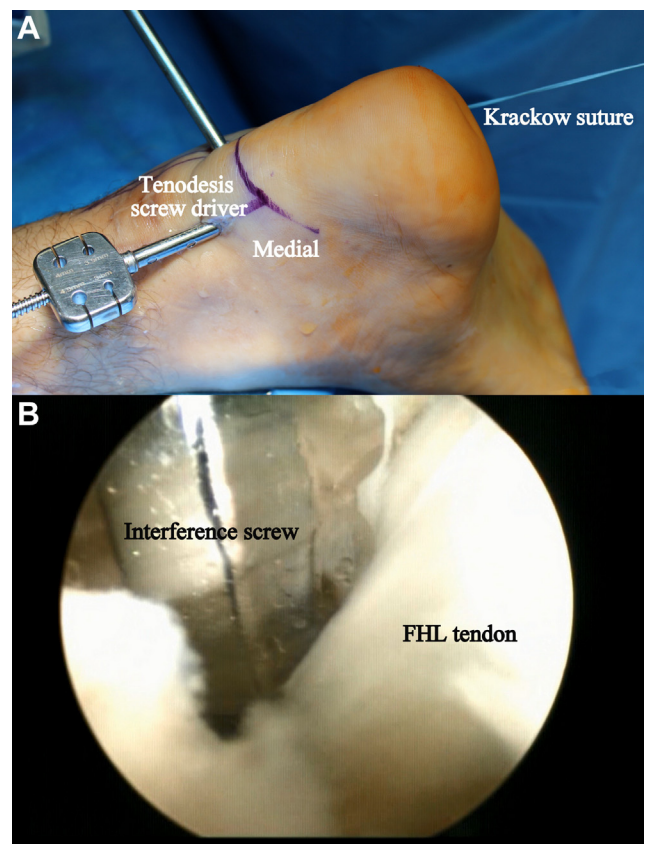 A
Krackow suture
Tenodesis
screw driver
Medial
B
Interference screw
FHL tendon